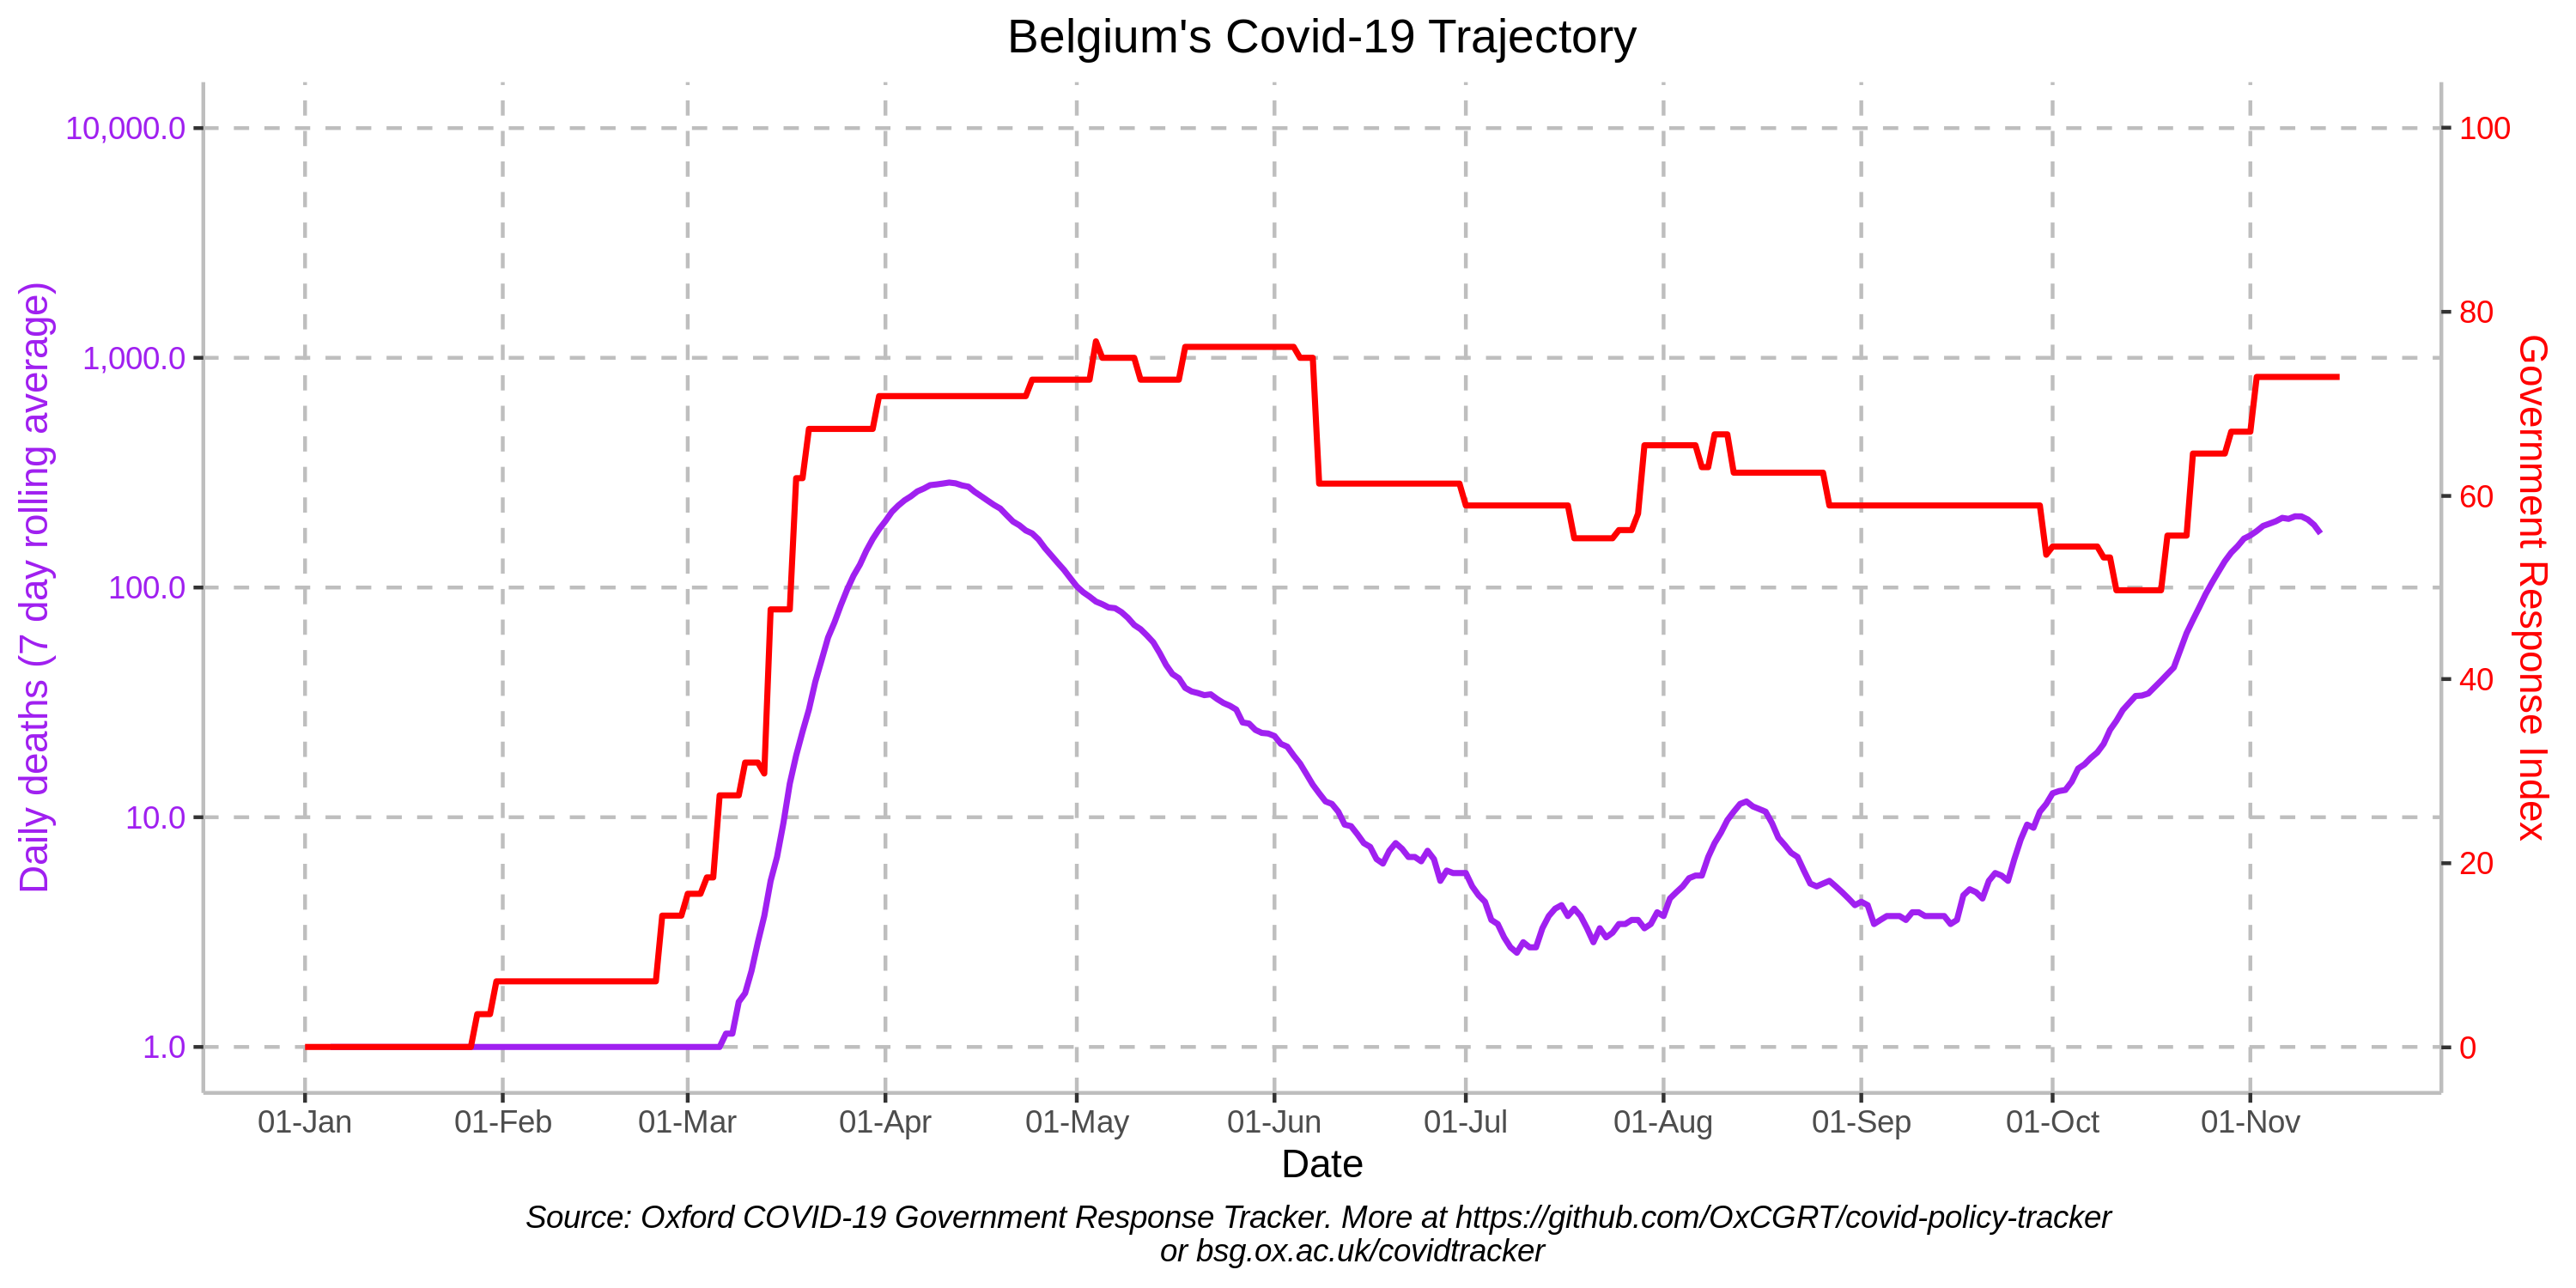 Belgium's Covid-19 Trajectory
Daily deaths (7 day rolling average)
10,000.0
1,000.0
100.0
10.0
1.0
100
80
60
40
20
0
Government Response Index
01-Jan 01-Feb 01-Mar 01-Apr 01-May 01-Jun 01-Jul 01-Aug 01-Sep 01-Oct 01-Nov
Date
Source: Oxford COVID-19 Government Response Tracker. More at https://github.com/OxCGRT/covid-policy-tracker
or bsg.ox.ac.uk/covidtracker